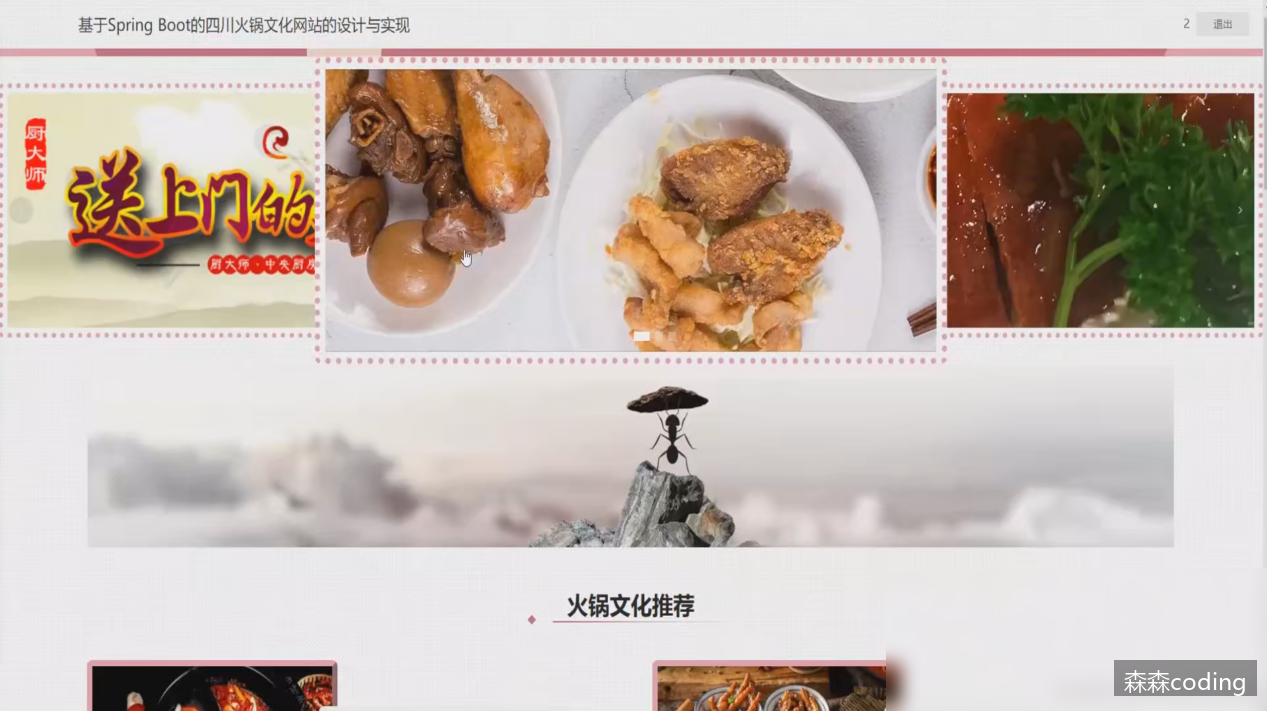 基于Spring Boot的四川火锅文化网站的设计与实现
2 退出
厨大师
送上门的
厨大师·中央厨房
火锅文化推荐
森森coding